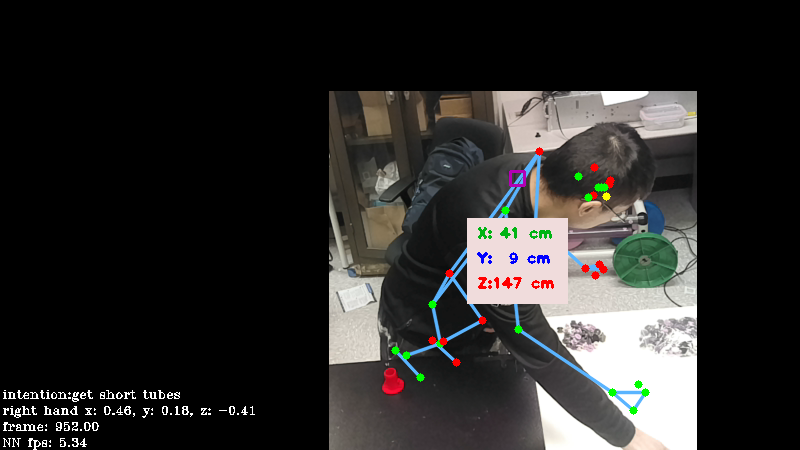 X: 41 cm
Y: 9 cm
Z:147 cm
intention:get short tubes
right hand x: 0.46, y: 0.18, z: −0.41
frame: 952.00
NN fps: 5.34